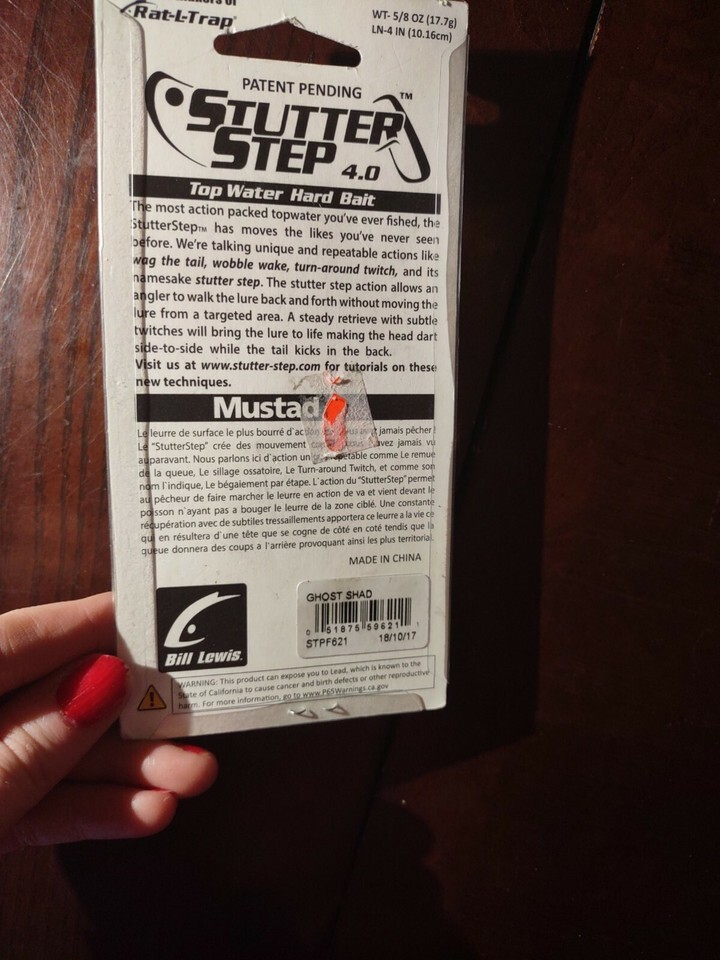 Rat-L-Trap®
WT- 5/8 OZ (17.7g)
LN-4 IN (10.16cm)
PATENT PENDING
STUTTER STEP 4.0 ™
Top Water Hard Bait
The most action packed topwater you've ever fished, the
StutterStep™ has moves the likes you've never seen
before. We're talking unique and repeatable actions like
wag the tail, wobble wake, turn-around twitch, and its
namesake stutter step. The stutter step action allows an
angler to walk the lure back and forth without moving the
lure from a targeted area. A steady retrieve with subtle
twitches will bring the lure to life making the head dart
side-to-side while the tail kicks in the back.
Visit us at www.stutter-step.com for tutorials on these
new techniques.
Mustad
Le leurre de surface le plus bourré d`action jamais pêcher!
Le "StutterStep" crée des mouvement avez jamais vu
auparavant. Nous parlons ici d`action un comme Le remue
de la queue, Le sillage ossatoire, Le Turn-around Twitch, et comme son
nom l`indique, Le bégaiement par étape. L`action du "StutterStep" permet
au pêcheur de faire marcher le leurre en action de va et vient devant le
poisson n`ayant pas a bouger le leurre de la zone ciblé. Une constante
récupération avec de subtiles tressaillements apportera ce leurre a la vie ce
qui en résultera d`une tête que se cogne de côté en coté tendis que la
queue donnera des coups a l`arrière provoquant ainsi les plus territorial.
MADE IN CHINA
Bill Lewis.
GHOST SHAD
0 51875 59621 1
STPF621 18/10/17
WARNING: This product can expose you to Lead, which is known to the
State of California to cause cancer and birth defects or other reproductive
harm. For more information, go to www.P65Warnings.ca.gov